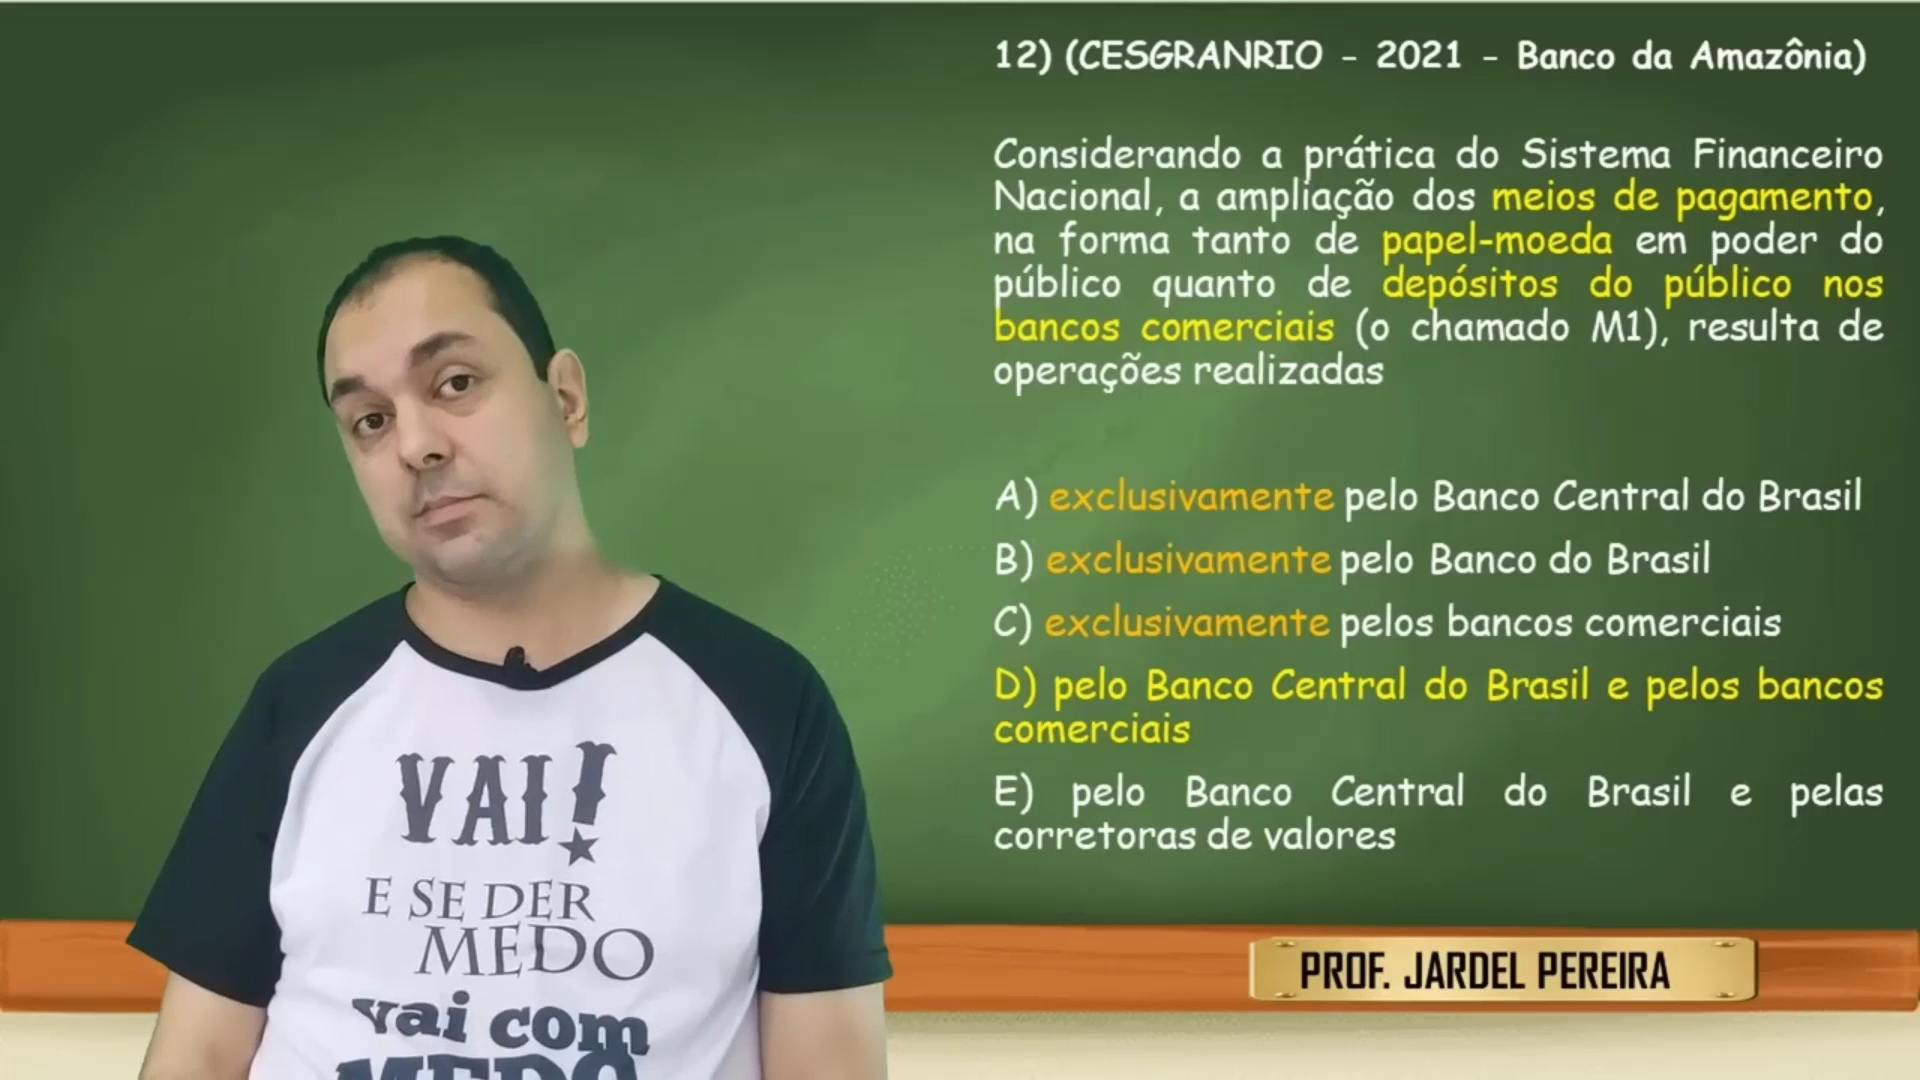 12) (CESGRANRIO - 2021 - Banco da Amazônia)
Considerando a prática do Sistema Financeiro
Nacional, a ampliação dos meios de pagamento,
na forma tanto de papel-moeda em poder do
público quanto de depósitos do público nos
bancos comerciais (o chamado M1), resulta de
operações realizadas
A) exclusivamente pelo Banco Central do Brasil
B) exclusivamente pelo Banco do Brasil
C) exclusivamente pelos bancos comerciais
D) pelo Banco Central do Brasil e pelos bancos
comerciais
E) pelo Banco Central do Brasil e pelas
corretoras de valores
VAI!
E SE DER
MEDO
vai com
MEDO
PROF. JARDEL PEREIRA